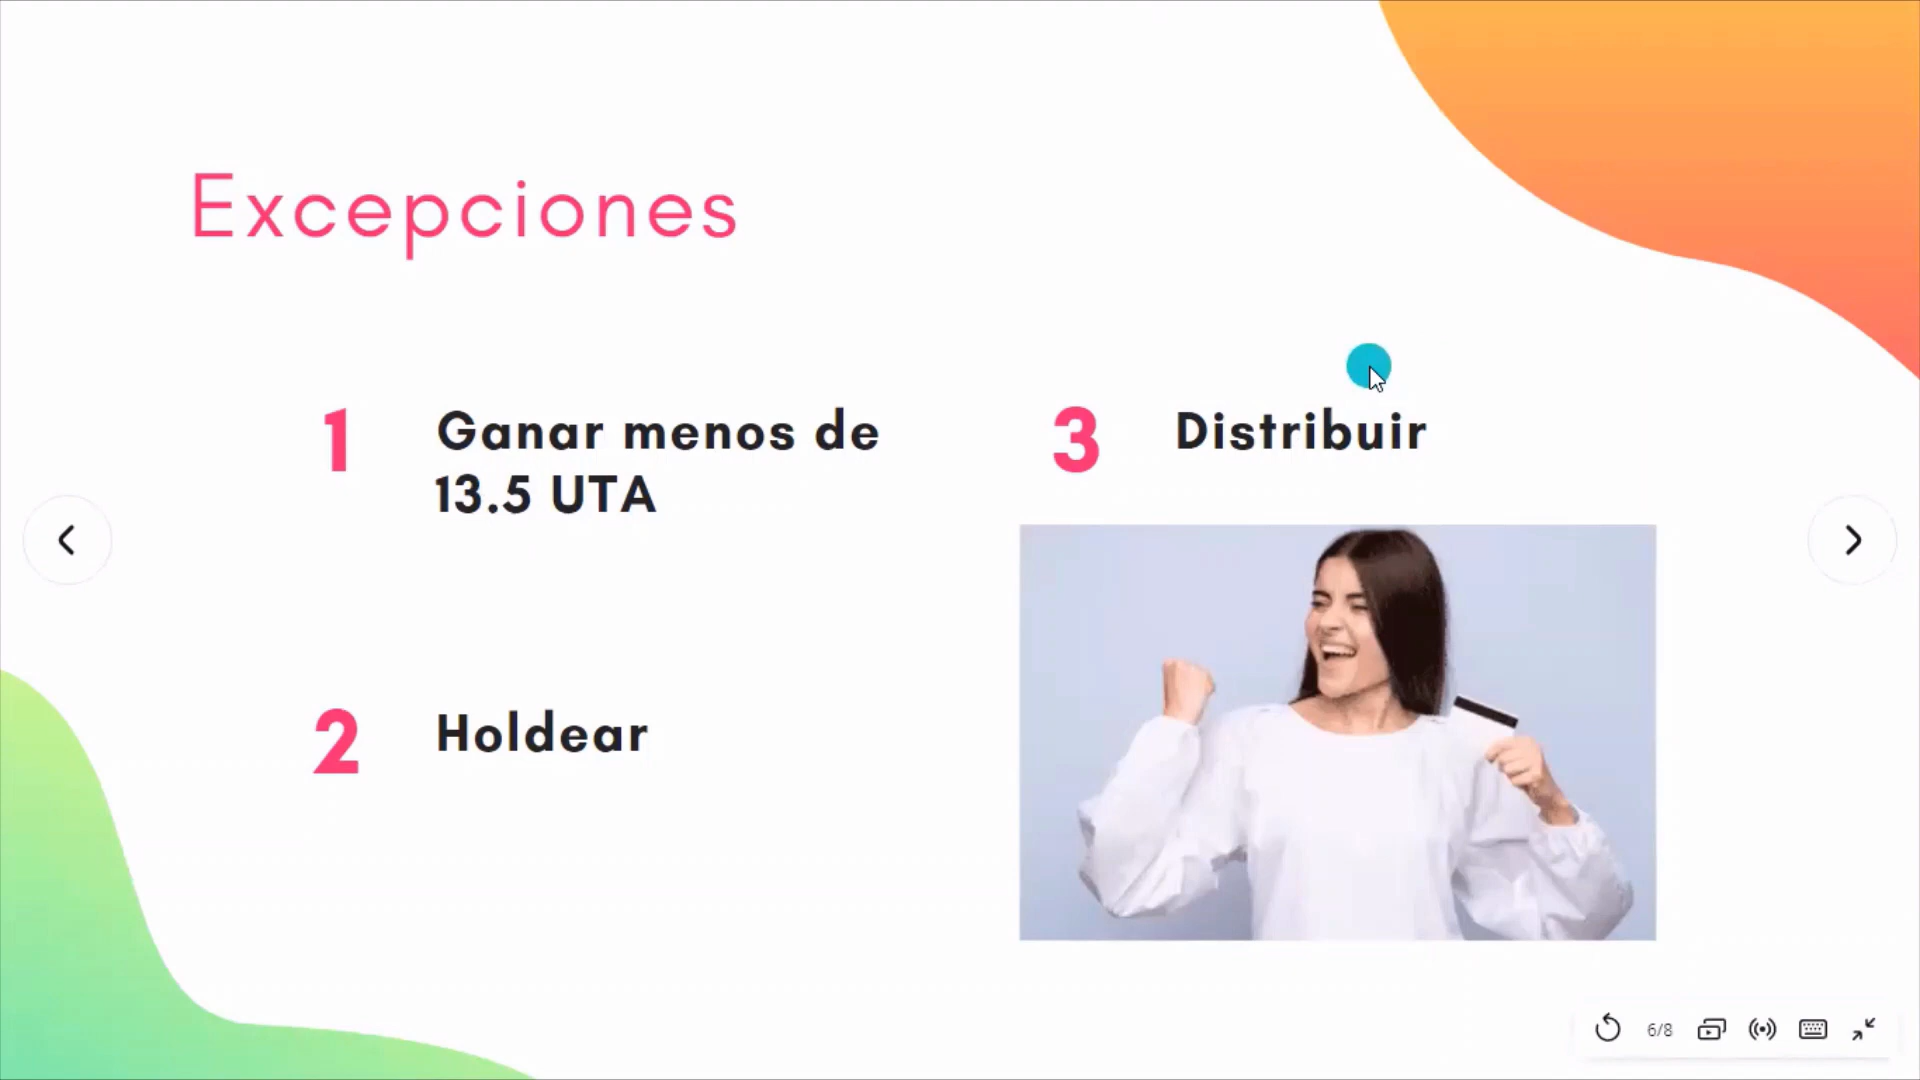 Excepciones
1
Ganar menos de
13.5 UTA
2
Holdear
3
Distribuir
6/8